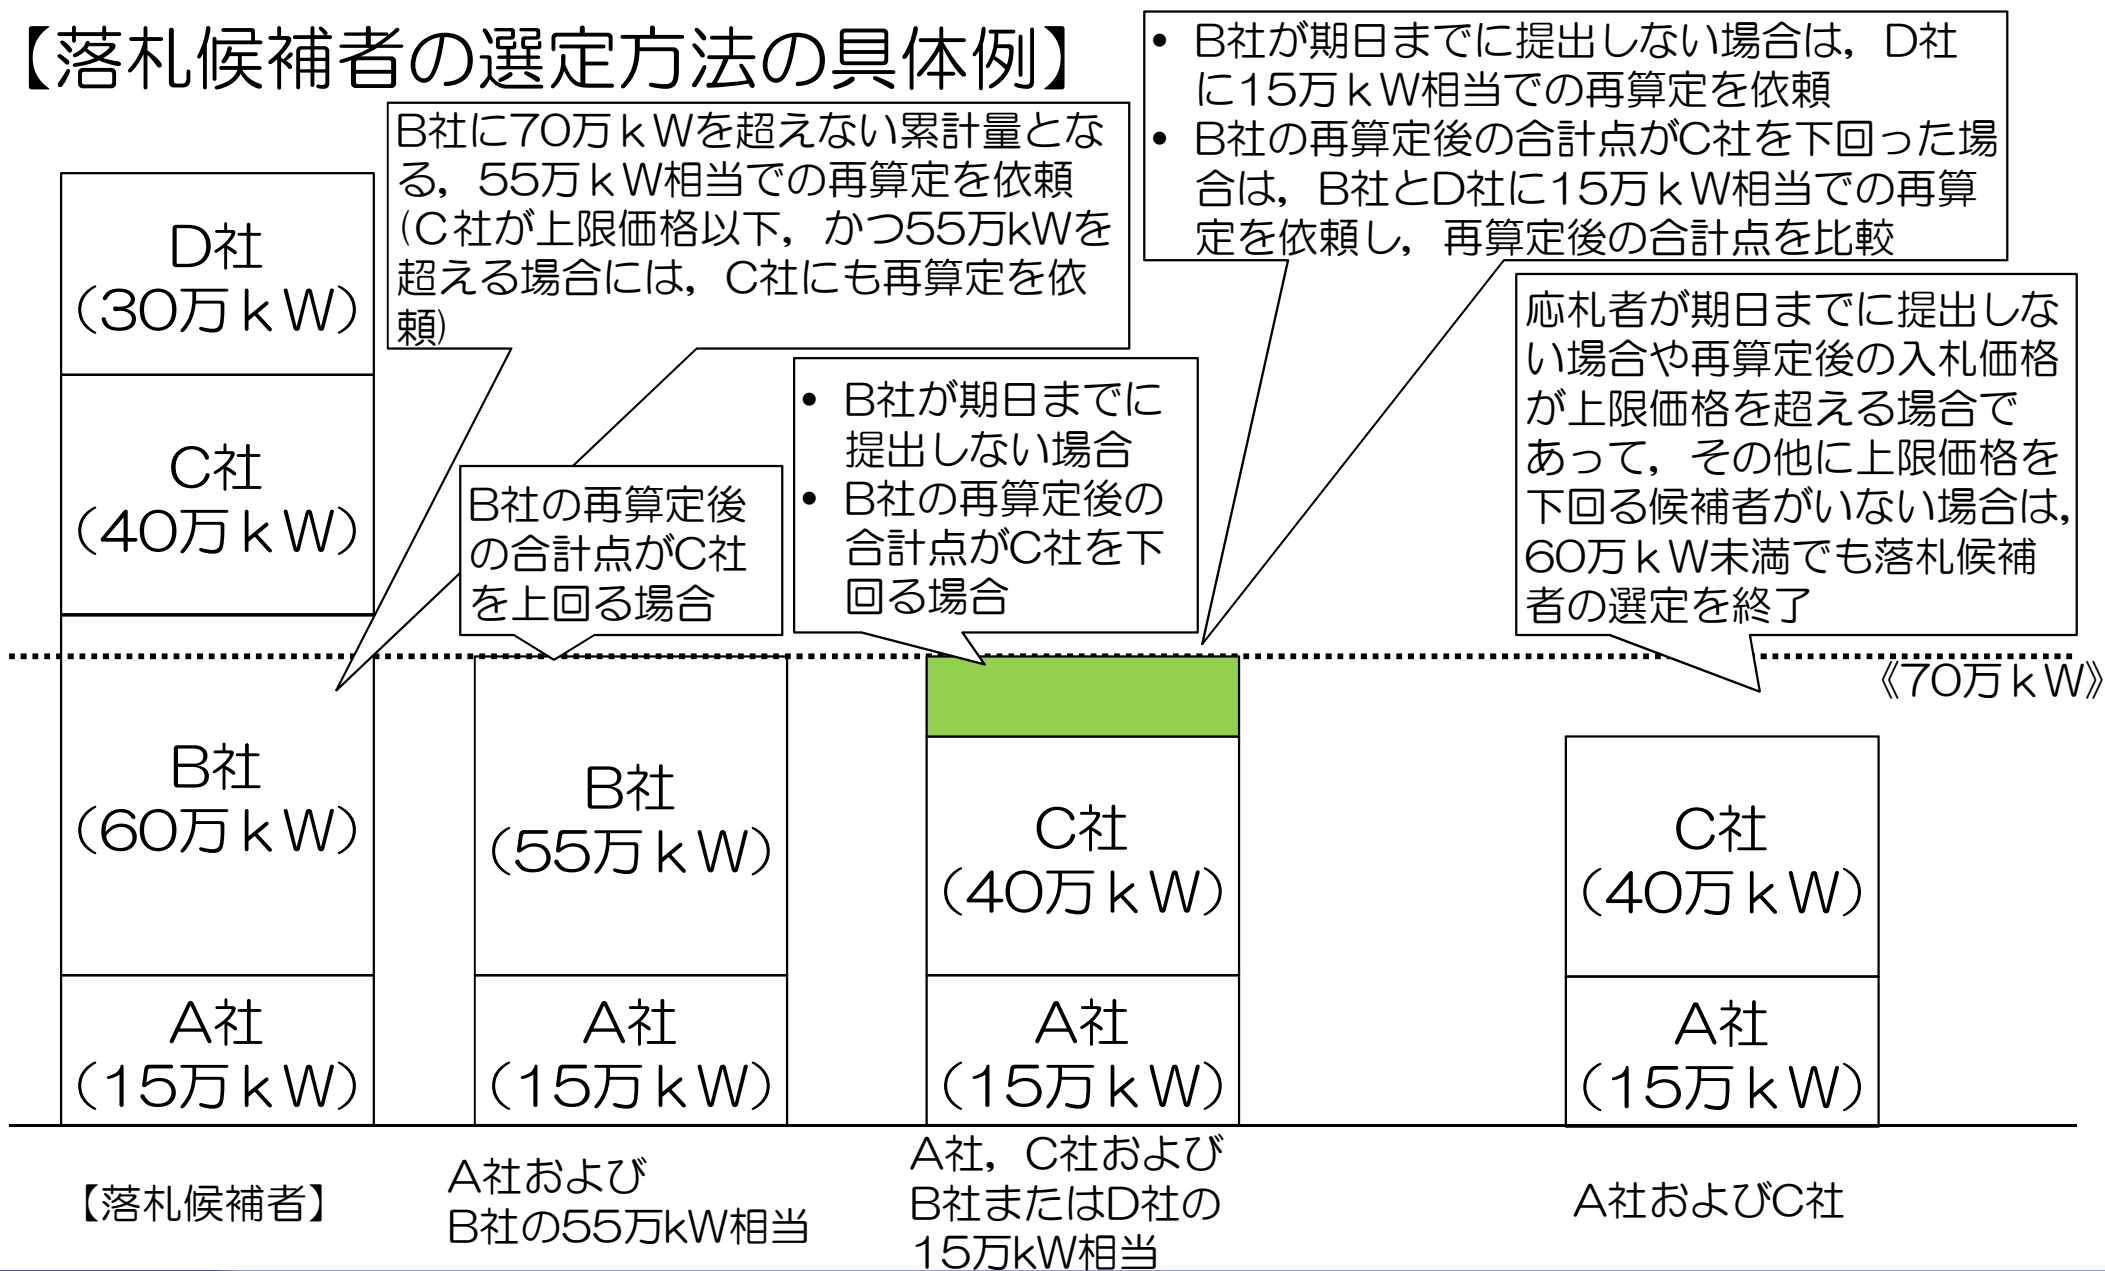 【落札候補者の選定方法の具体例】
• B社が期日までに提出しない場合は，D社
に15万ｋW相当での再算定を依頼
• B社の再算定後の合計点がC社を下回った場
合は，B社とD社に15万ｋW相当での再算
定を依頼し，再算定後の合計点を比較
B社に70万ｋWを超えない累計量とな
る，55万ｋW相当での再算定を依頼
(C社が上限価格以下，かつ55万kWを
超える場合には，C社にも再算定を依
頼)
応札者が期日までに提出しな
い場合や再算定後の入札価格
が上限価格を超える場合で
あって，その他に上限価格を
下回る候補者がいない場合は，
60万ｋW未満でも落札候補
者の選定を終了
• B社が期日までに
提出しない場合
• B社の再算定後の
合計点がC社を下
回る場合
B社の再算定後
の合計点がC社
を上回る場合
《70万ｋW》
D社
（30万ｋW）
C社
（40万ｋW）
B社
（60万ｋW）
A社
（15万ｋW）
B社
（55万ｋW）
A社
（15万ｋW）
C社
（40万ｋW）
A社
（15万ｋW）
C社
（40万ｋW）
A社
（15万ｋW）
【落札候補者】
A社および
B社の55万kW相当
A社，C社および
B社またはD社の
15万kW相当
A社およびC社